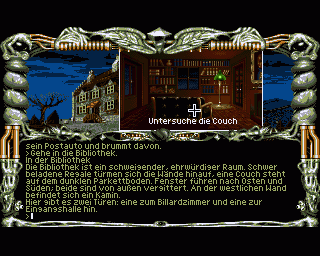 Untersuche die Couch
sein Postauto und brummt davon.
>Gehe in die Bibliothek.
In der Bibliothek
Die Bibliothek ist ein schweigender, ehrwürdiger Raum. Schwer
beladene Regale türmen sich die Wände hinauf, eine Couch steht
auf dem dunklen Parkettboden. Fenster führen nach Osten und
Süden; beide sind von außen vergittert. An der westlichen Wand
befindet sich ein Kamin.
Hier gibt es zwei Türen: eine zum Billardzimmer und eine zur
Eingangshalle hin.
>